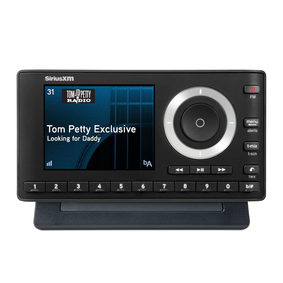 SiriusXM
31
TOM PETTY
RADIO
Tom Petty Exclusive
Looking for Daddy
bA
1 2 3 4 5 6 7 8 9 0